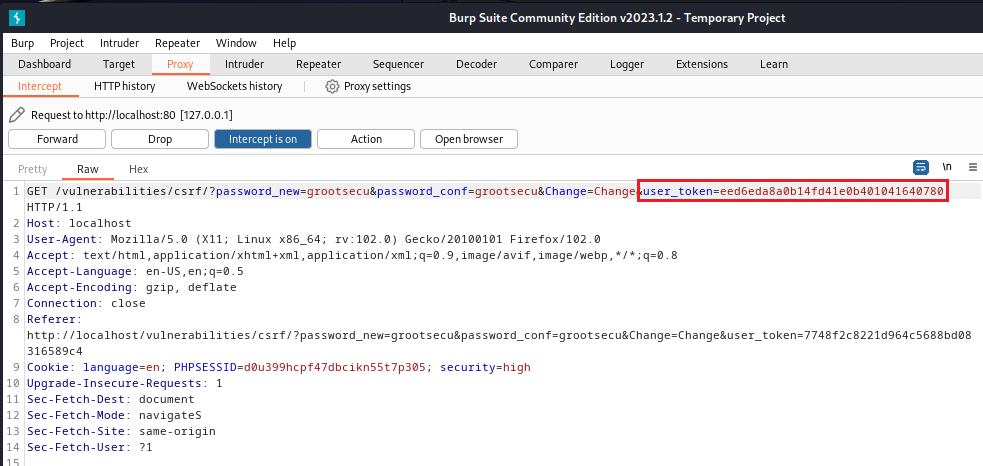 Burp Suite Community Edition v2023.1.2 - Temporary Project
Burp Project Intruder Repeater Window Help
Dashboard Target Proxy Intruder Repeater Sequencer Decoder Comparer Logger Extensions Learn
Intercept HTTP history WebSockets history Proxy settings
Request to http://localhost:80 [127.0.0.1]
Forward Drop Intercept is on Action Open browser
Pretty Raw Hex \n
1 GET /vulnerabilities/csrf/?password_new=grootsecu&password_conf=grootsecu&Change=Change&user_token=eed6eda8a0b14fd41e0b401041640780
HTTP/1.1
2 Host: localhost
3 User-Agent: Mozilla/5.0 (X11; Linux x86_64; rv:102.0) Gecko/20100101 Firefox/102.0
4 Accept: text/html,application/xhtml+xml,application/xml;q=0.9,image/avif,image/webp,*/*;q=0.8
5 Accept-Language: en-US,en;q=0.5
6 Accept-Encoding: gzip, deflate
7 Connection: close
8 Referer:
http://localhost/vulnerabilities/csrf/?password_new=grootsecu&password_conf=grootsecu&Change=Change&user_token=7748f2c8221d964c5688bd08
316589c4
9 Cookie: language=en; PHPSESSID=d0u399hcpf47dbcikn55t7p305; security=high
10 Upgrade-Insecure-Requests: 1
11 Sec-Fetch-Dest: document
12 Sec-Fetch-Mode: navigateS
13 Sec-Fetch-Site: same-origin
14 Sec-Fetch-User: ?1
15